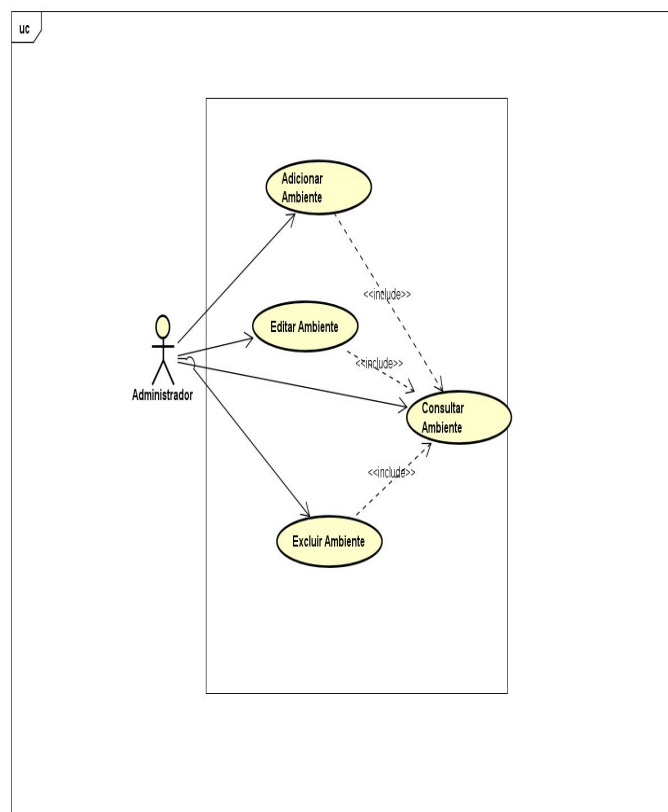 uc
Adicionar
Ambiente
<<include>>
Editar Ambiente
<<include>>
Administrador
Consultar
Ambiente
<<include>>
Excluir Ambiente